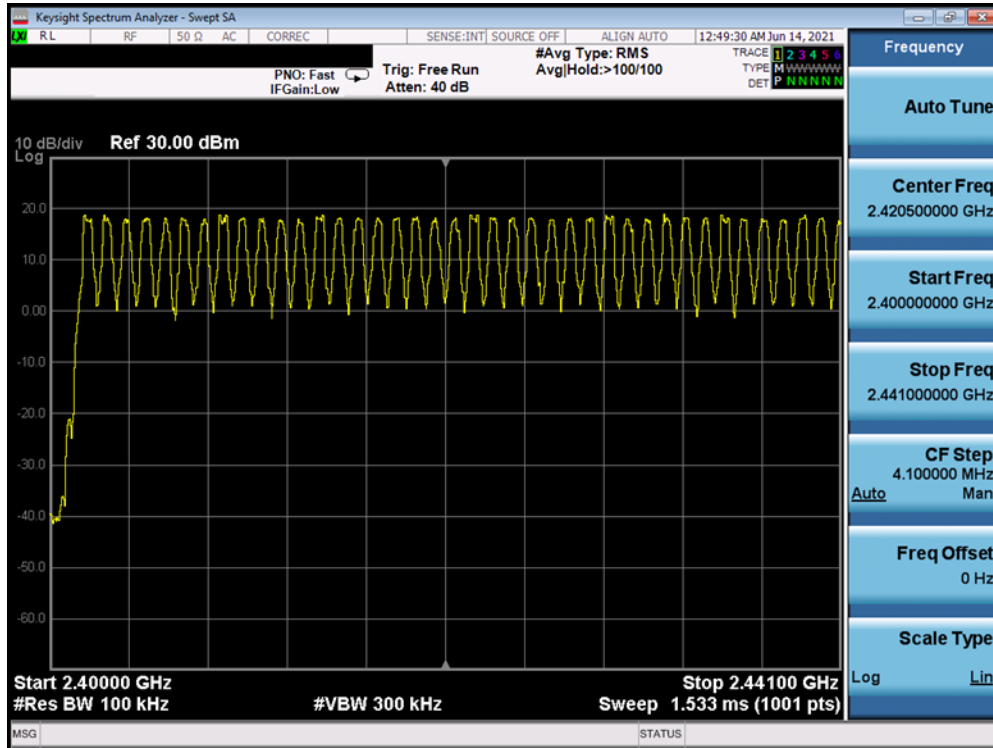 Keysight Spectrum Analyzer - Swept SA
LXI RL RF 50 Ω AC CORREC SENSE:INT SOURCE OFF ALIGN AUTO 12:49:30 AM Jun 14, 2021
PNO: Fast
IFGain:Low
Trig: Free Run
Atten: 40 dB
#Avg Type: RMS
Avg|Hold:>100/100
TRACE 1 2 3 4 5 6
TYPE M W W W W W
DET P N N N N N
10 dB/div
Log
Ref 30.00 dBm
20.0
10.0
0.00
-10.0
-20.0
-30.0
-40.0
-50.0
-60.0
Start 2.40000 GHz
Stop 2.44100 GHz
#Res BW 100 kHz
#VBW 300 kHz
Sweep 1.533 ms (1001 pts)
MSG
STATUS
Frequency
Auto Tune
Center Freq
2.420500000 GHz
Start Freq
2.400000000 GHz
Stop Freq
2.441000000 GHz
CF Step
4.100000 MHz
Auto Man
Freq Offset
0 Hz
Scale Type
Log Lin